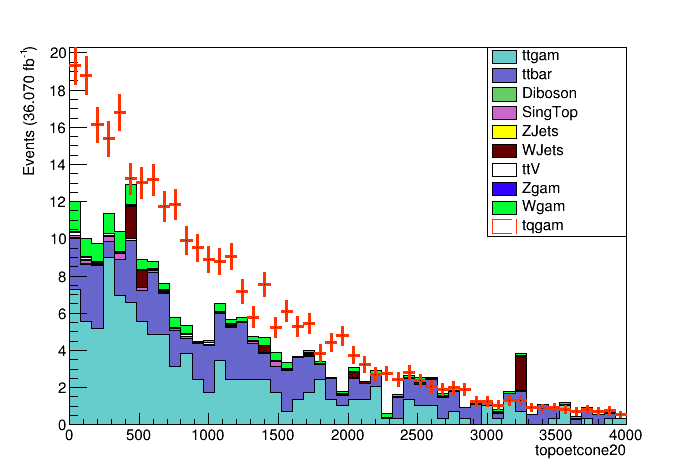 Events (36.070 fb⁻¹)
20
18
16
14
12
10
8
6
4
2
0
ttgam
ttbar
Diboson
SingTop
ZJets
WJets
ttV
Zgam
Wgam
tqgam
0 500 1000 1500 2000 2500 3000 3500 4000
topoetcone20